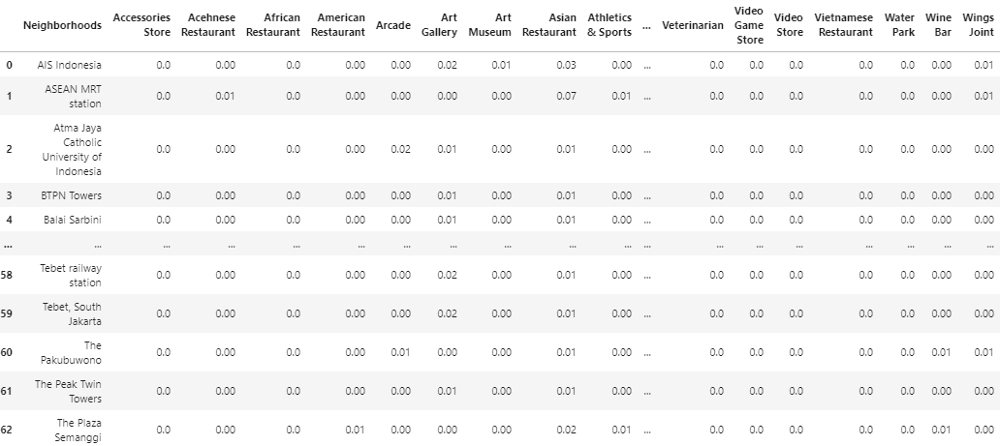 Neighborhoods Accessories Store Acehnese Restaurant African Restaurant American Restaurant Arcade Art Gallery Art Museum Asian Restaurant Athletics & Sports ... Veterinarian Video Game Store Video Store Vietnamese Restaurant Water Park Wine Bar Wings Joint
0 AIS Indonesia 0.0 0.00 0.0 0.00 0.00 0.02 0.01 0.03 0.00 ... 0.0 0.0 0.0 0.0 0.0 0.00 0.01
1 ASEAN MRT station 0.0 0.01 0.0 0.00 0.00 0.00 0.00 0.07 0.01 ... 0.0 0.0 0.0 0.0 0.0 0.00 0.01
2 Atma Jaya Catholic University of Indonesia 0.0 0.00 0.0 0.00 0.02 0.01 0.00 0.01 0.00 ... 0.0 0.0 0.0 0.0 0.0 0.00 0.00
3 BTPN Towers 0.0 0.00 0.0 0.00 0.00 0.01 0.00 0.01 0.00 ... 0.0 0.0 0.0 0.0 0.0 0.00 0.00
4 Balai Sarbini 0.0 0.00 0.0 0.00 0.00 0.01 0.00 0.01 0.00 ... 0.0 0.0 0.0 0.0 0.0 0.00 0.00
... ... ... ... ... ... ... ... ... ... ... ... ... ... ... ... ... ... ...
58 Tebet railway station 0.0 0.00 0.0 0.00 0.00 0.02 0.00 0.01 0.00 ... 0.0 0.0 0.0 0.0 0.0 0.00 0.00
59 Tebet, South Jakarta 0.0 0.00 0.0 0.00 0.00 0.02 0.00 0.01 0.00 ... 0.0 0.0 0.0 0.0 0.0 0.00 0.00
60 The Pakubuwono 0.0 0.00 0.0 0.00 0.01 0.00 0.00 0.01 0.00 ... 0.0 0.0 0.0 0.0 0.0 0.01 0.01
61 The Peak Twin Towers 0.0 0.00 0.0 0.00 0.00 0.01 0.00 0.01 0.00 ... 0.0 0.0 0.0 0.0 0.0 0.00 0.00
62 The Plaza Semanggi 0.0 0.00 0.0 0.01 0.00 0.00 0.00 0.02 0.01 ... 0.0 0.0 0.0 0.0 0.0 0.01 0.00